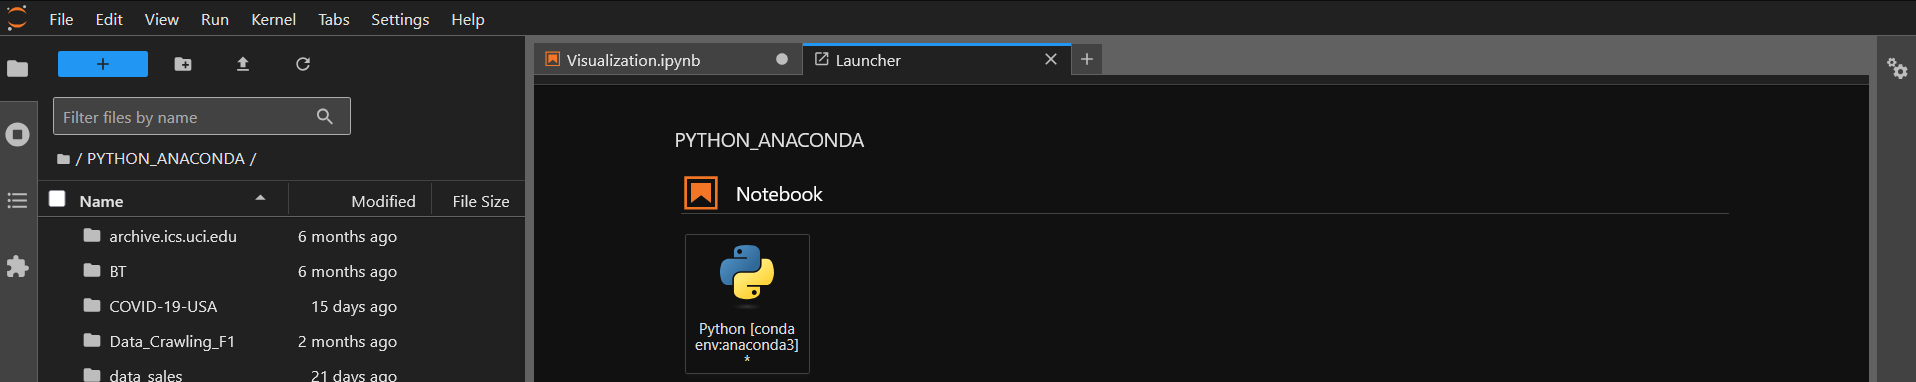 File Edit View Run Kernel Tabs Settings Help
Visualization.ipynb Launcher
Filter files by name
/ PYTHON_ANACONDA /
Name Modified File Size
archive.ics.uci.edu 6 months ago
BT 6 months ago
COVID-19-USA 15 days ago
Data_Crawling_F1 2 months ago
data_sales 21 days ago
PYTHON_ANACONDA
Notebook
Python [conda
env:anaconda3]
*